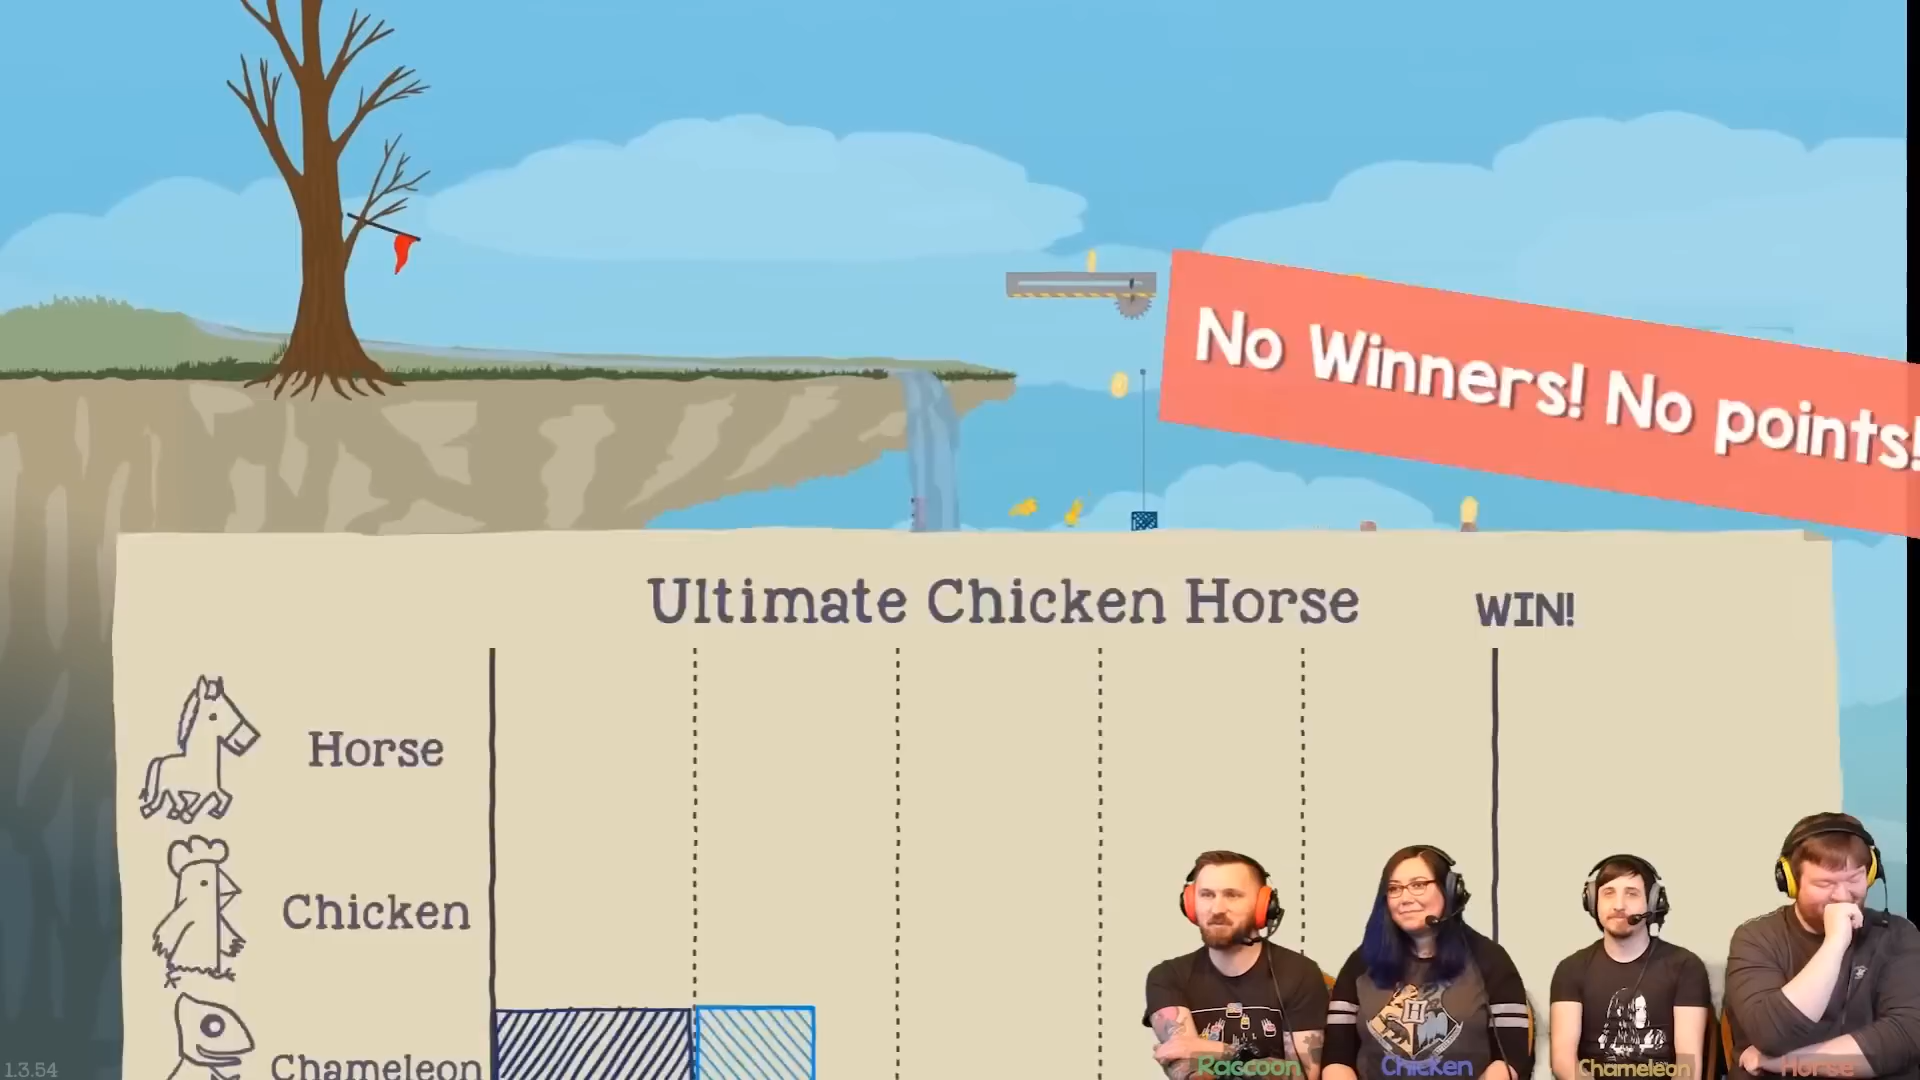 No Winners! No points!
Ultimate Chicken Horse
WIN!
Horse
Chicken
Chameleon
Raccoon
Chicken
Chameleon
Horse
1.3.54